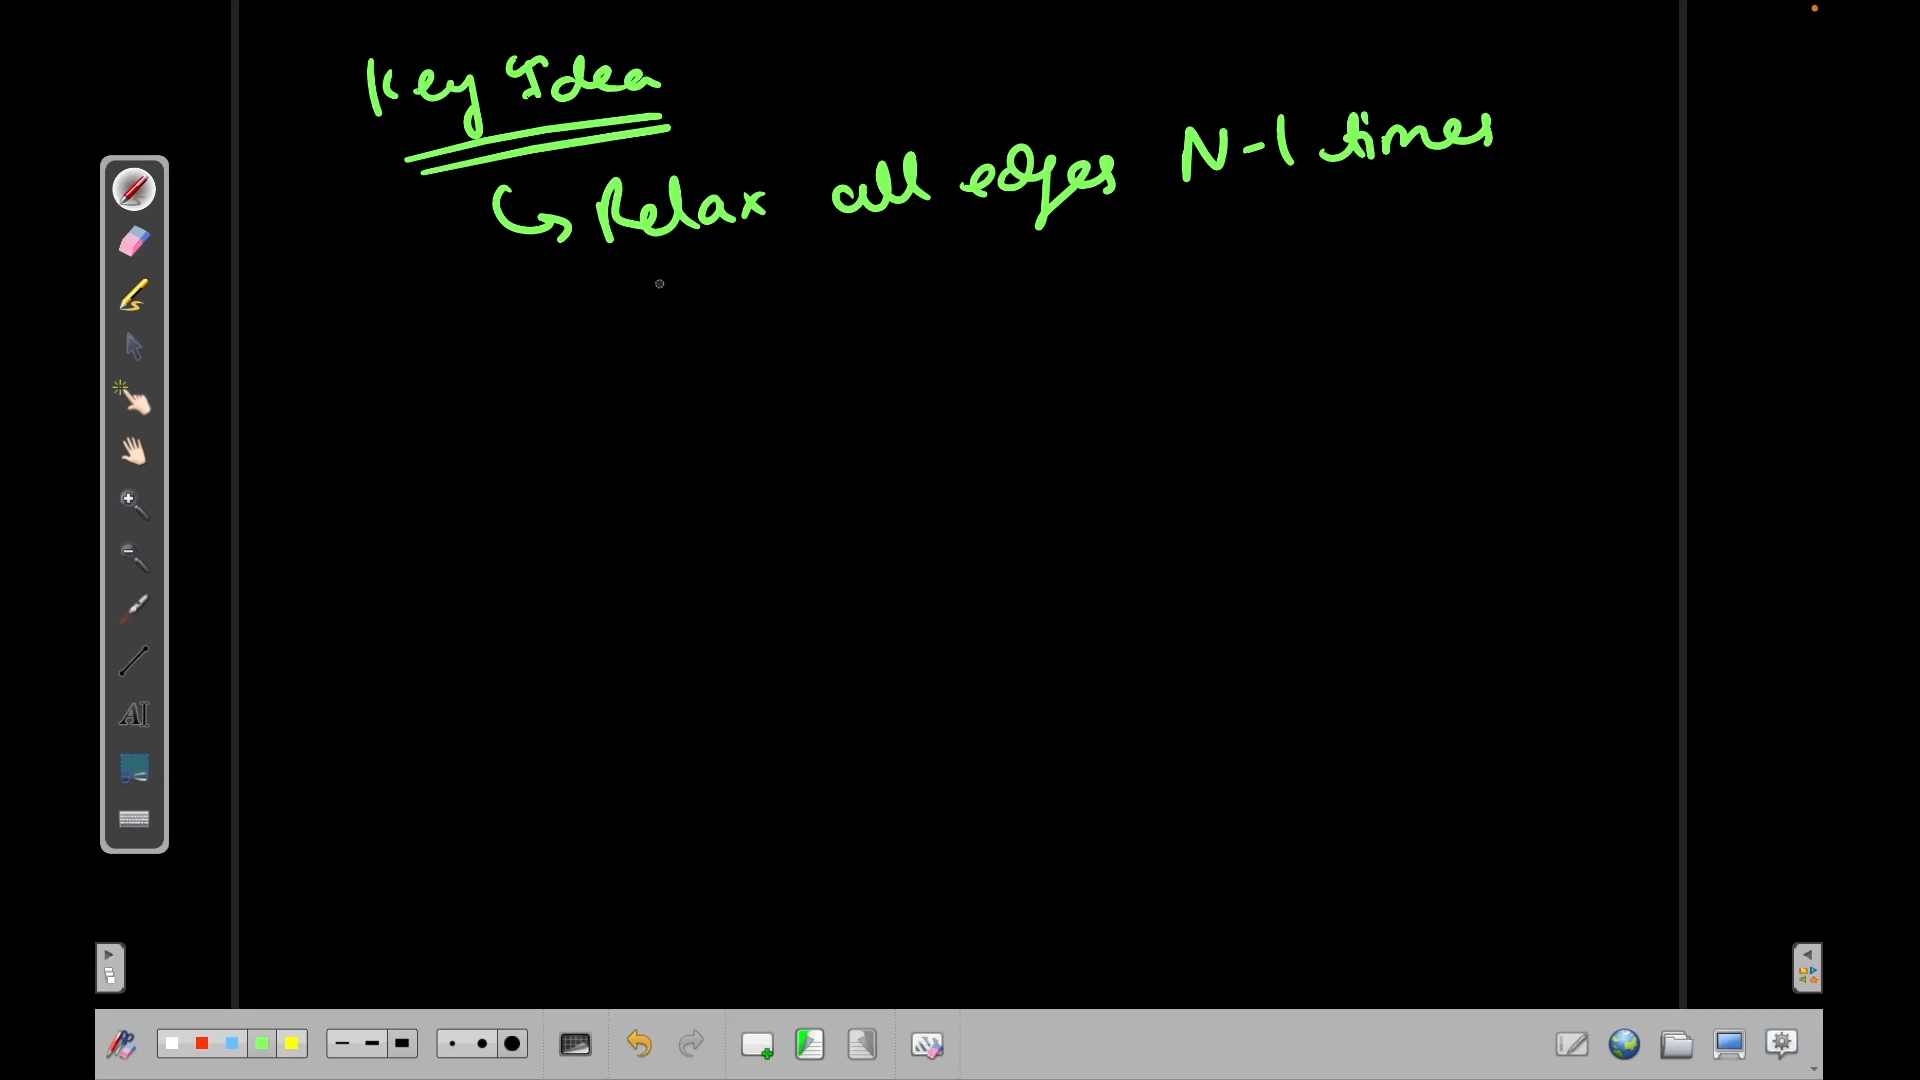 Key Idea
↳ Relax all edges N-1 times